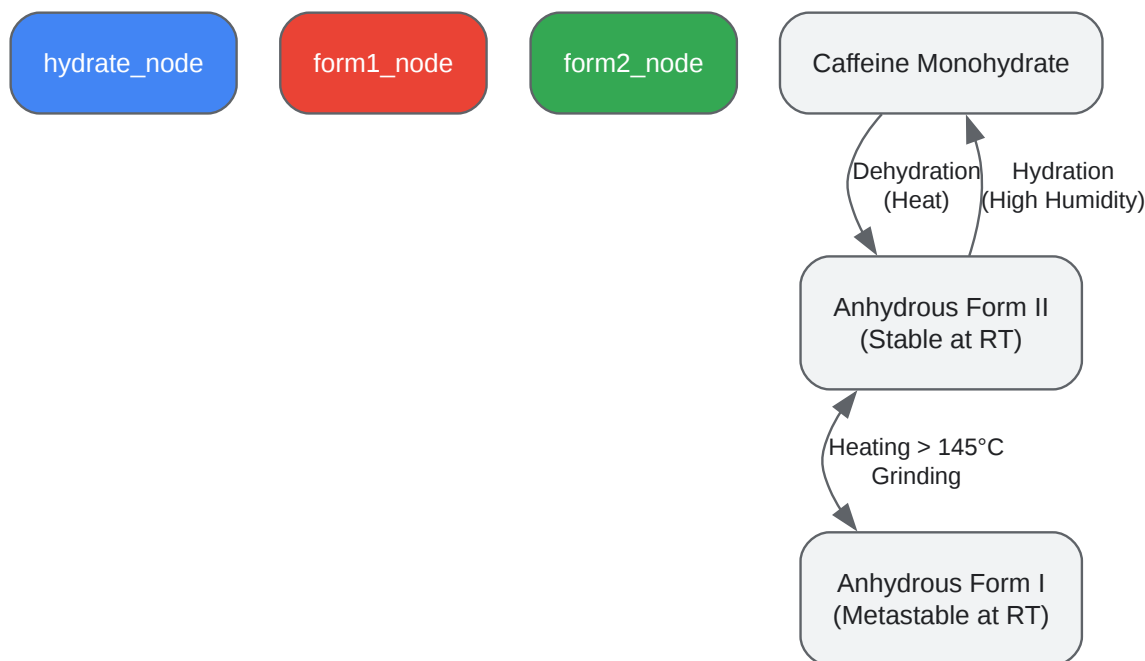 hydrate_node
form1_node
form2_node
Caffeine Monohydrate
Dehydration
(Heat)
Hydration
(High Humidity)
Anhydrous Form II
(Stable at RT)
Heating > 145°C
Grinding
Anhydrous Form I
(Metastable at RT)